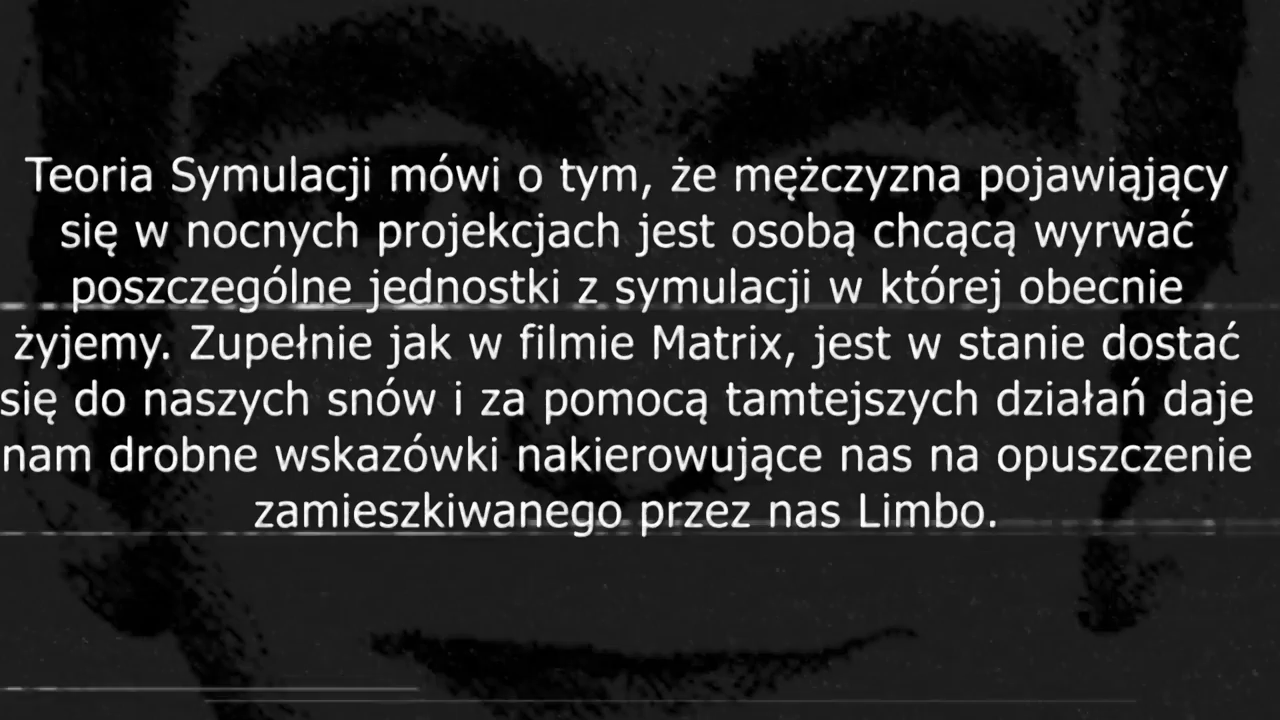 Teoria Symulacji mówi o tym, że mężczyzna pojawiąjący
się w nocnych projekcjach jest osobą chcącą wyrwać
poszczególne jednostki z symulacji w której obecnie
żyjemy. Zupełnie jak w filmie Matrix, jest w stanie dostać
się do naszych snów i za pomocą tamtejszych działań daje
nam drobne wskazówki nakierowujące nas na opuszczenie
zamieszkiwanego przez nas Limbo.